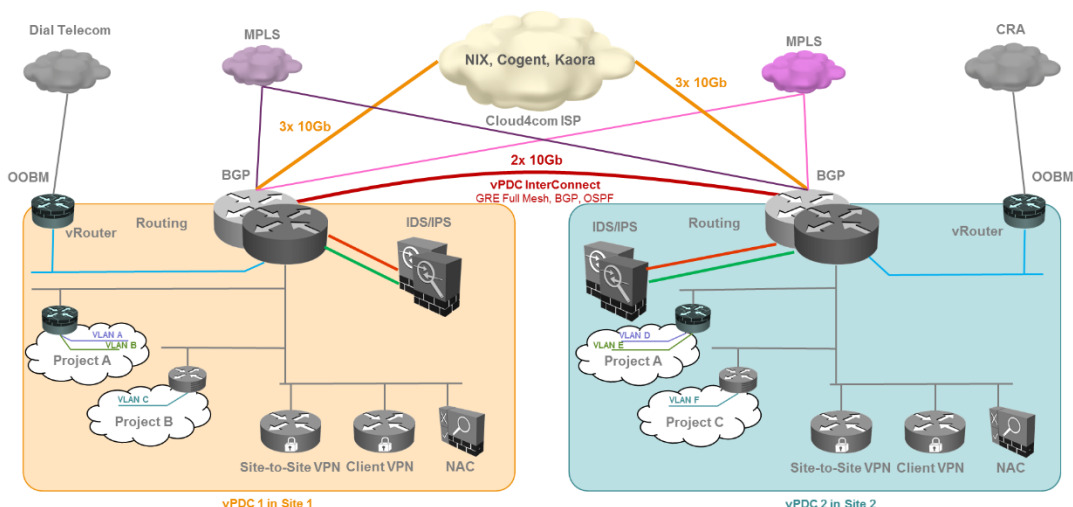 Dial Telecom
MPLS
NIX, Cogent, Kaora
MPLS
CRA
3x 10Gb
3x 10Gb
Cloud4com ISP
OOBM
BGP
2x 10Gb
BGP
OOBM
vPDC InterConnect
GRE Full Mesh, BGP, OSPF
vRouter
Routing
IDS/IPS
IDS/IPS
Routing
vRouter
VLAN A
VLAN B
Project A
VLAN C
Project B
VLAN D
VLAN E
Project A
VLAN F
Project C
Site-to-Site VPN
Client VPN
NAC
Site-to-Site VPN
Client VPN
NAC
vPDC 1 in Site 1
vPDC 2 in Site 2